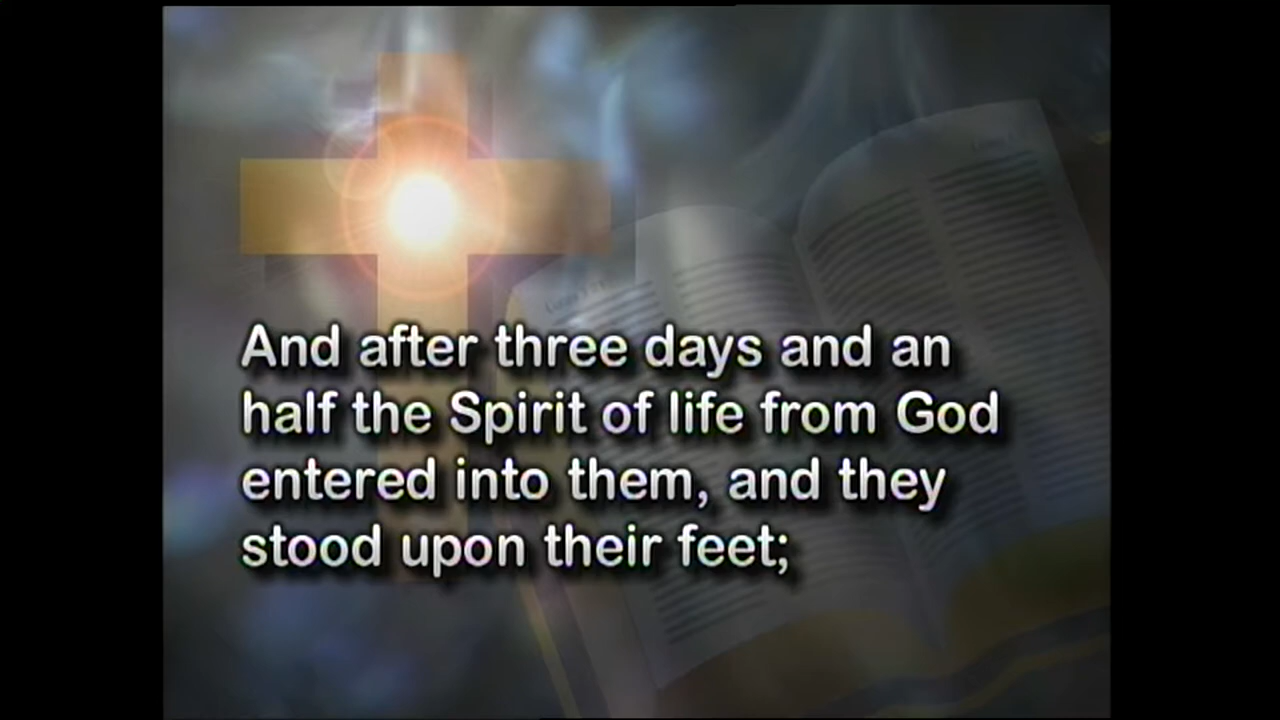 And after three days and an
half the Spirit of life from God
entered into them, and they
stood upon their feet;